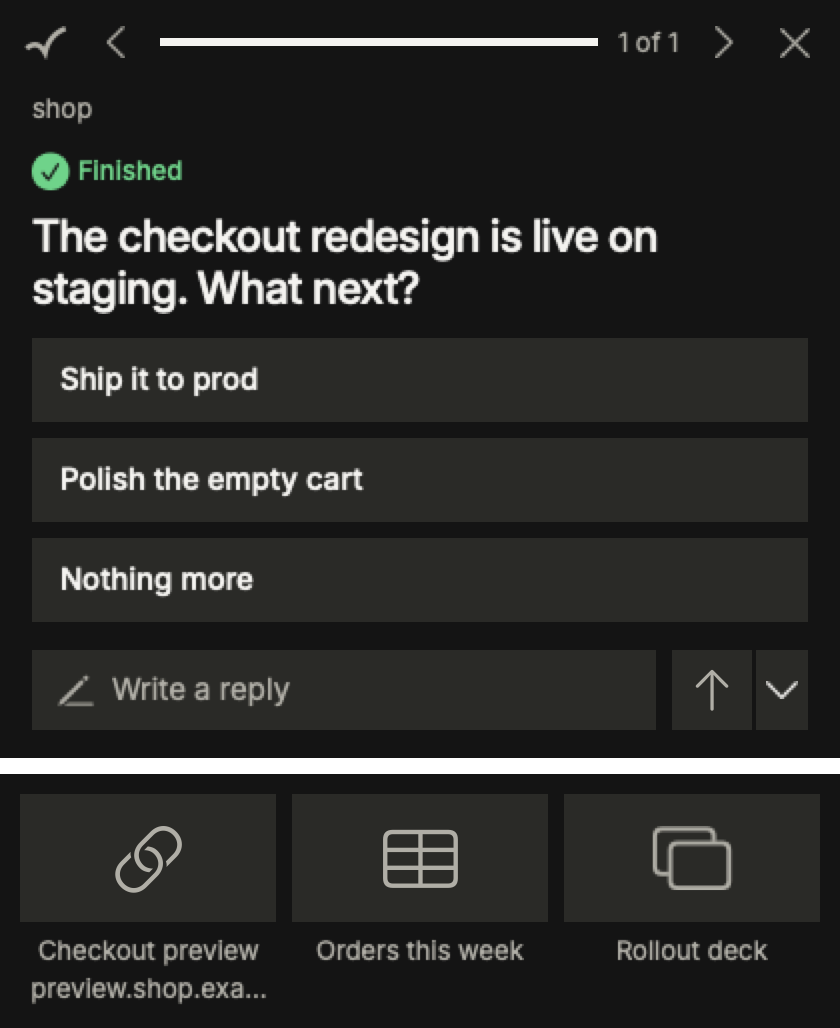 1 of 1
shop
Finished
The checkout redesign is live on
staging. What next?
Ship it to prod
Polish the empty cart
Nothing more
Write a reply
Checkout preview
preview.shop.exa...
Orders this week
Rollout deck